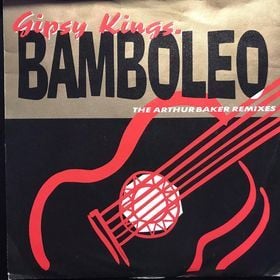 Gipsy Kings.
BAMBOLEO
THE ARTHUR BAKER REMIXES